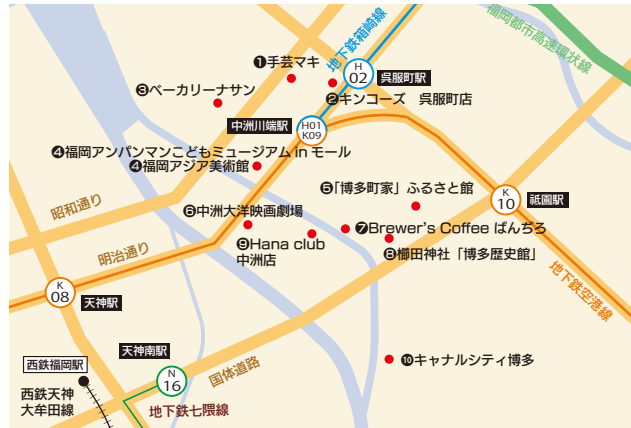 福岡都市高速環状線
地下鉄箱崎線
❶手芸マキ
H
02
呉服町駅
❸ベーカリーナサン
❷キンコーズ 呉服町店
中洲川端駅
H01
K09
❹福岡アンパンマンこどもミュージアム in モール
❹福岡アジア美術館
❺「博多町家」ふるさと館
K
10
祇園駅
昭和通り
❻中洲大洋映画劇場
❼Brewer's Coffee ばんぢろ
明治通り
❾Hana club
中洲店
❽櫛田神社「博多歴史館」
地下鉄空港線
K
08
天神駅
天神南駅
❿キャナルシティ博多
西鉄福岡駅
N
16
国体道路
西鉄天神
大牟田線
地下鉄七隈線